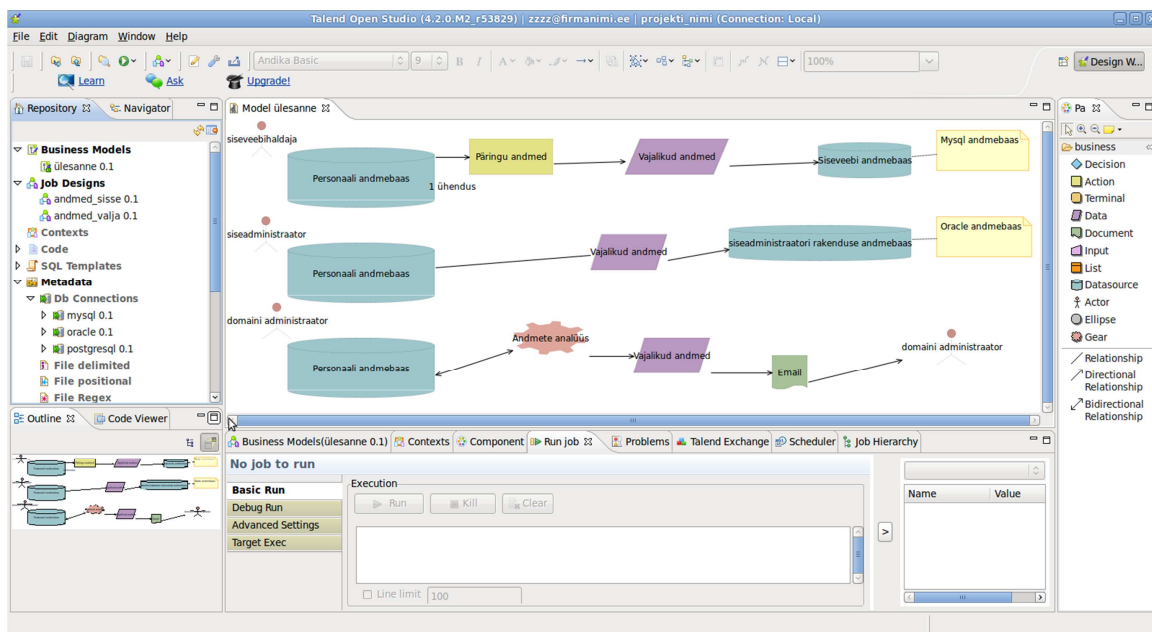 Talend Open Studio (4.2.0.M2_r53829) | zzzz@firmanimi.ee | projekti_nimi (Connection: Local)
File Edit Diagram Window Help
Andika Basic 9 B I A 100% Design W...
Learn Ask Upgrade!
Repository Navigator
Business Models
ülesanne 0.1
Job Designs
andmed_sisse 0.1
andmed_valja 0.1
Contexts
Code
SQL Templates
Metadata
Db Connections
mysql 0.1
oracle 0.1
postgresql 0.1
File delimited
File positional
File Regex
Outline Code Viewer
Model ülesanne
siseveebihaldaja
Personaali andmebaas
1 ühendus
Päringu andmed
Vajalikud andmed
Siseveebi andmebaas
Mysql andmebaas
siseadministraator
Personaali andmebaas
Vajalikud andmed
siseadministraatori rakenduse andmebaas
Oracle andmebaas
domaini administraator
Personaali andmebaas
Andmete analüüs
Vajalikud andmed
Email
domaini administraator
Pa
business
Decision
Action
Terminal
Data
Document
Input
List
Datasource
Actor
Ellipse
Gear
Relationship
Directional
Relationship
Bidirectional
Relationship
Business Models(ülesanne 0.1) Contexts Component Run job Problems Talend Exchange Scheduler Job Hierarchy
No job to run
Basic Run
Debug Run
Advanced Settings
Target Exec
Execution
Run Kill Clear
Line limit 100
>
Name Value